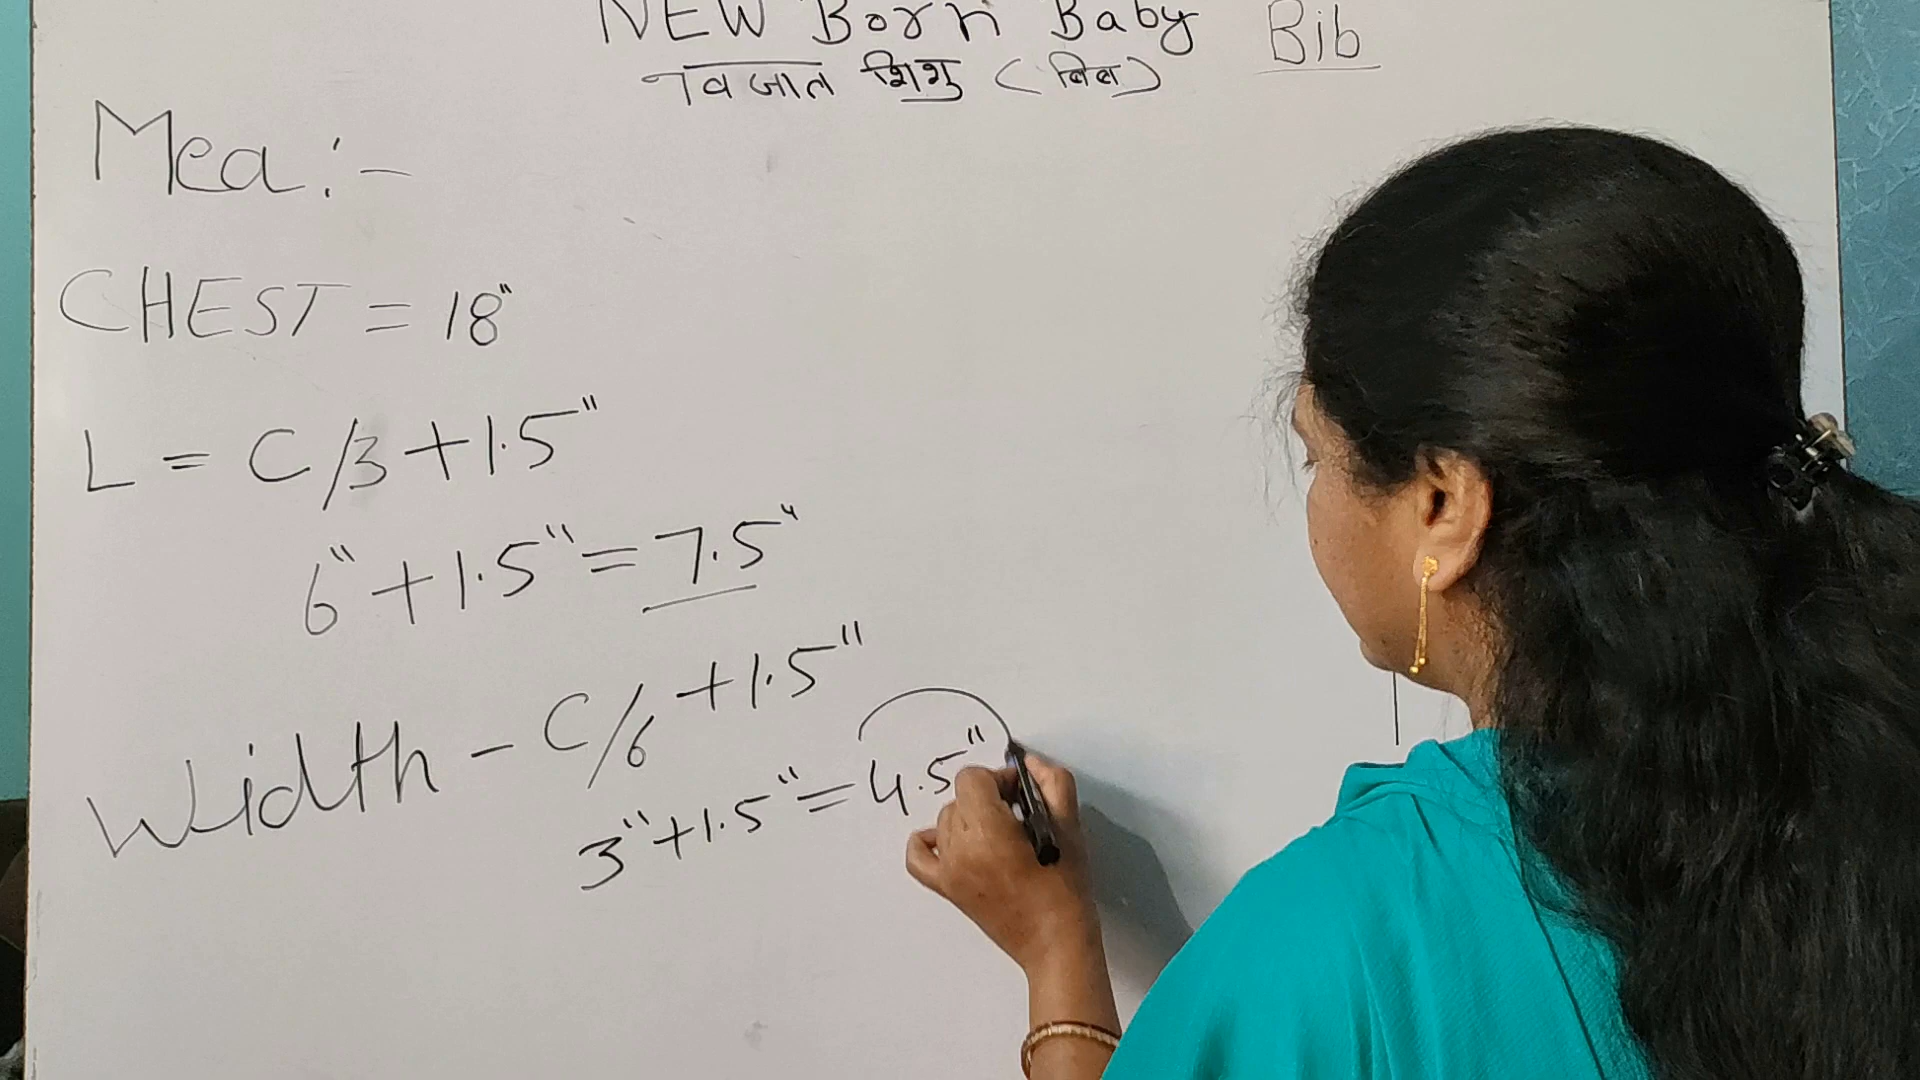 NEW Born Baby Bib
नवजात शिशु (बिब)
Mea :-
CHEST = 18"
L = C/3 + 1.5"
6" + 1.5" = 7.5"
Width - C/6 + 1.5"
3" + 1.5" = 4.5"